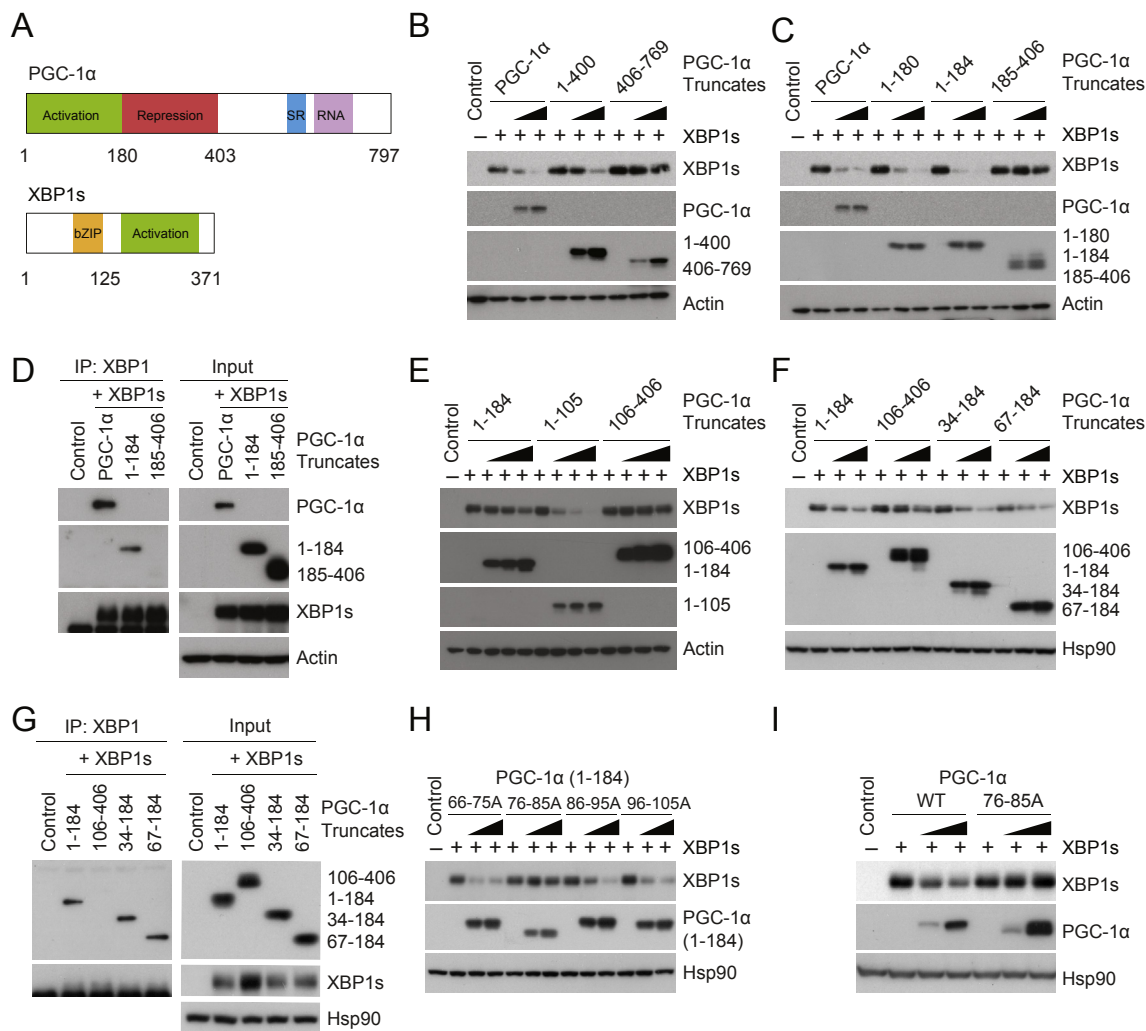 A
PGC-1α
Activation Repression SR RNA
1 180 403 797
XBP1s
bZIP Activation
1 125 371
B
Control PGC-1α 1-400 406-769 PGC-1α
Truncates
– + + + + + + + + + XBP1s
XBP1s
PGC-1α
1-400
406-769
Actin
C
Control PGC-1α 1-180 1-184 185-406 PGC-1α
Truncates
– + + + + + + + + + + + + XBP1s
XBP1s
PGC-1α
1-180
1-184
185-406
Actin
D
IP: XBP1 Input
+ XBP1s + XBP1s
Control PGC-1α 1-184 185-406 Control PGC-1α 1-184 185-406 PGC-1α
Truncates
PGC-1α
1-184
185-406
XBP1s
Actin
E
Control 1-184 1-105 106-406 PGC-1α
Truncates
– + + + + + + + + + + + + XBP1s
XBP1s
106-406
1-184
1-105
Actin
F
Control 1-184 106-406 34-184 67-184 PGC-1α
Truncates
– + + + + + + + + + + + + XBP1s
XBP1s
106-406
1-184
34-184
67-184
Hsp90
G
IP: XBP1 Input
+ XBP1s + XBP1s
Control 1-184 106-406 34-184 67-184 Control 1-184 106-406 34-184 67-184 PGC-1α
Truncates
106-406
1-184
34-184
67-184
XBP1s
Hsp90
H
Control PGC-1α (1-184)
66-75A 76-85A 86-95A 96-105A
– + + + + + + + + + + + + XBP1s
XBP1s
PGC-1α
(1-184)
Hsp90
I
Control PGC-1α
WT 76-85A
– + + + + + + XBP1s
XBP1s
PGC-1α
Hsp90